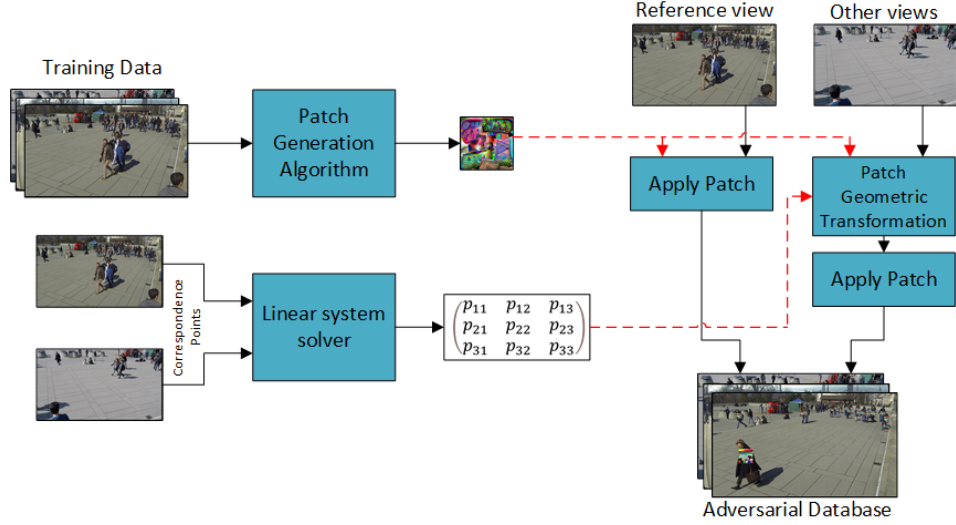 Reference view
Other views
Training Data
Patch
Generation
Algorithm
Apply Patch
Patch
Geometric
Transformation
Apply Patch
Correspondence
Points
Linear system
solver
p11 p12 p13
p21 p22 p23
p31 p32 p33
Adversarial Database